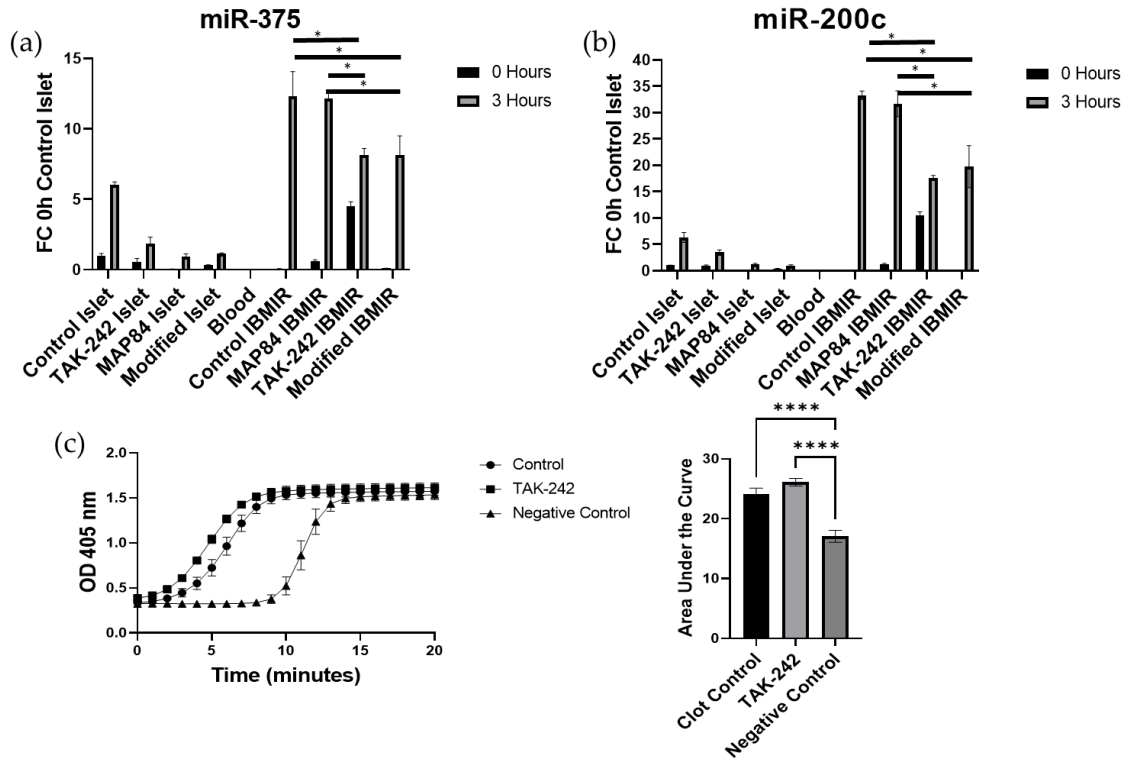 miR-375
(a)
FC 0h Control Islet
15
10
5
0
*
*
*
*
0 Hours
3 Hours
Control Islet
TAK-242 Islet
MAP84 Islet
Modified Islet
Blood
Control IBMIR
MAP84 IBMIR
TAK-242 IBMIR
Modified IBMIR
miR-200c
(b)
FC 0h Control Islet
40
35
30
25
20
15
10
5
0
*
*
*
*
0 Hours
3 Hours
Control Islet
TAK-242 Islet
MAP84 Islet
Modified Islet
Blood
Control IBMIR
MAP84 IBMIR
TAK-242 IBMIR
Modified IBMIR
(c)
OD 405 nm
2.0
1.5
1.0
0.5
0.0
0
5
10
15
20
Time (minutes)
Control
TAK-242
Negative Control
Area Under the Curve
30
20
10
0
****
****
Clot Control
TAK-242
Negative Control